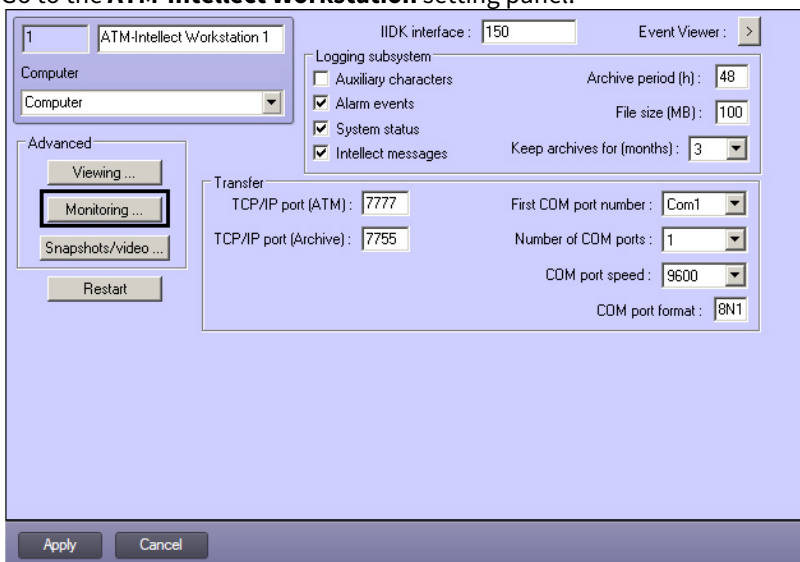 Go to the ATM-Intellect Workstation setting panel.
1 ATM-Intellect Workstation 1
IIDK interface : 150
Event Viewer : >
Computer
Computer
Logging subsystem
Auxiliary characters
Alarm events
System status
Intellect messages
Archive period (h) : 48
File size (MB) : 100
Keep archives for (months) : 3
Advanced
Viewing ...
Monitoring ...
Snapshots/video ...
Restart
Transfer
TCP/IP port (ATM) : 7777
TCP/IP port (Archive) : 7755
First COM port number : Com1
Number of COM ports : 1
COM port speed : 9600
COM port format : 8N1
Apply Cancel